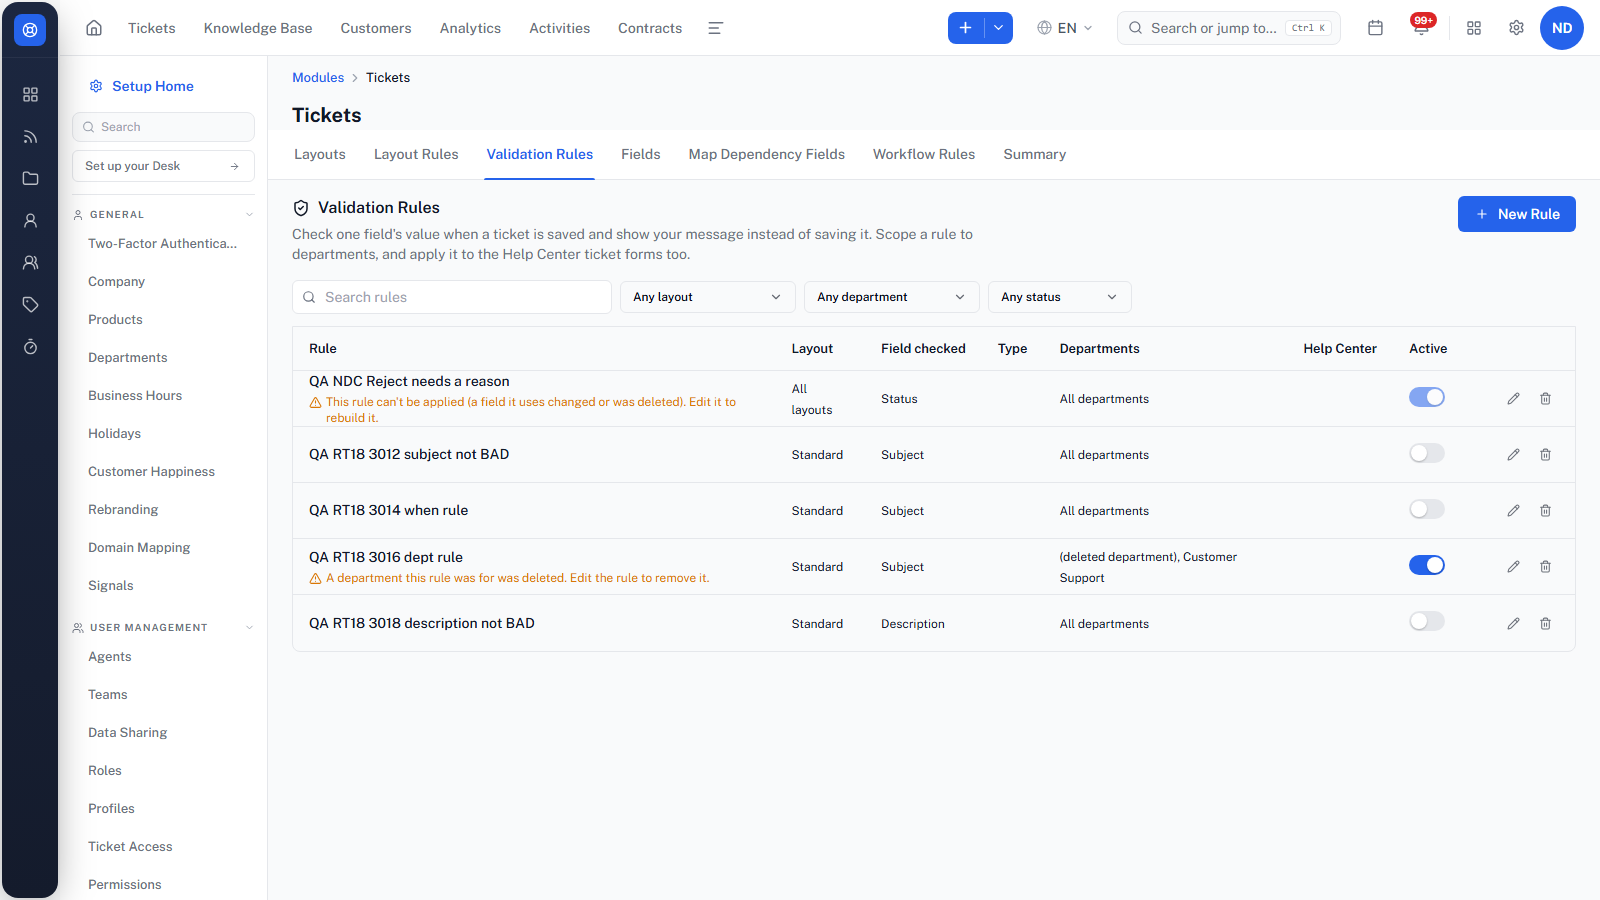 Tickets
Knowledge Base
Customers
Analytics
Activities
Contracts
EN
Search or jump to...
Ctrl K
99+
ND
Setup Home
Search
Set up your Desk
GENERAL
Two-Factor Authentica...
Company
Products
Departments
Business Hours
Holidays
Customer Happiness
Rebranding
Domain Mapping
Signals
USER MANAGEMENT
Agents
Teams
Data Sharing
Roles
Profiles
Ticket Access
Permissions
Modules > Tickets
Tickets
Layouts
Layout Rules
Validation Rules
Fields
Map Dependency Fields
Workflow Rules
Summary
Validation Rules
Check one field's value when a ticket is saved and show your message instead of saving it. Scope a rule to
departments, and apply it to the Help Center ticket forms too.
New Rule
Search rules
Any layout
Any department
Any status
Rule Layout Field checked Type Departments Help Center Active
QA NDC Reject needs a reason
This rule can't be applied (a field it uses changed or was deleted). Edit it to
rebuild it.
All
layouts
Status
All departments
QA RT18 3012 subject not BAD
Standard
Subject
All departments
QA RT18 3014 when rule
Standard
Subject
All departments
QA RT18 3016 dept rule
A department this rule was for was deleted. Edit the rule to remove it.
Standard
Subject
(deleted department), Customer
Support
QA RT18 3018 description not BAD
Standard
Description
All departments